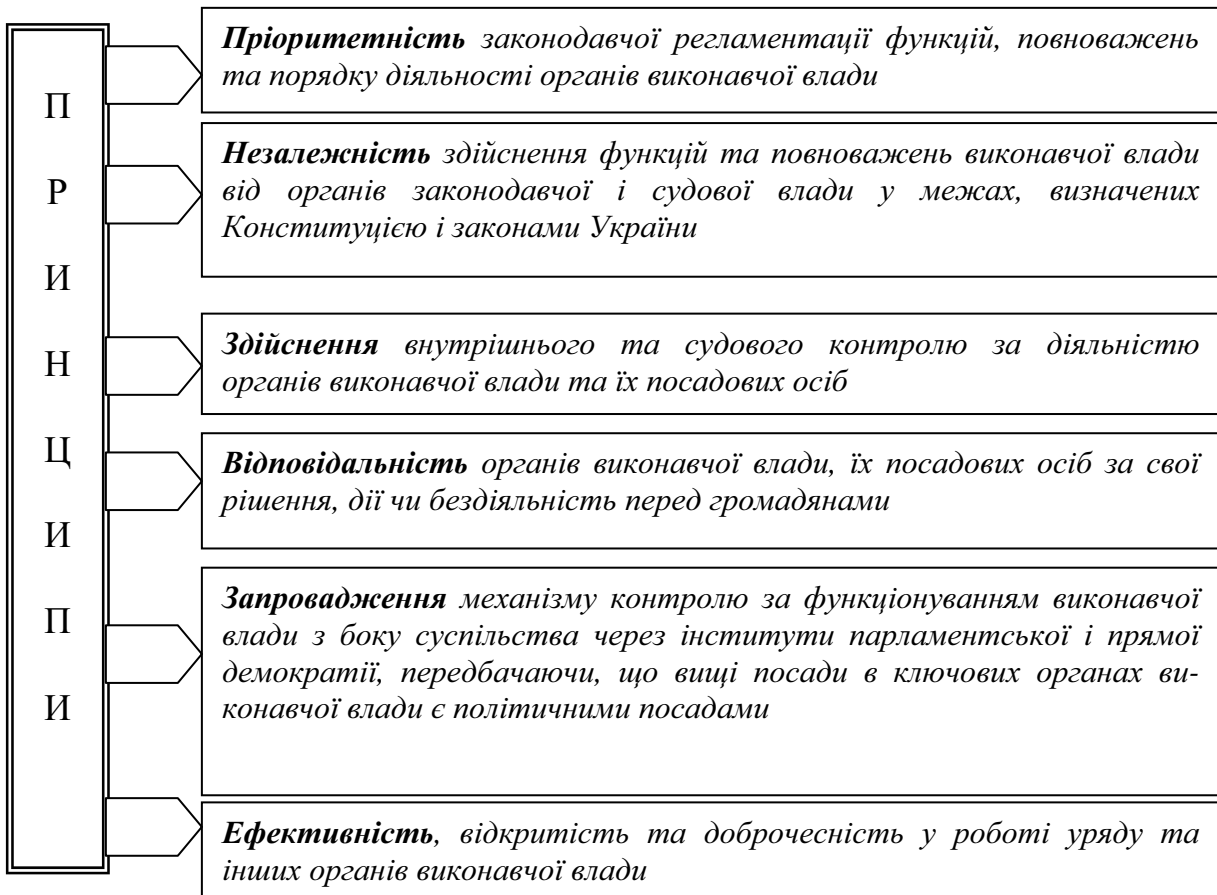 ПРИНЦИПИ
Пріоритетність законодавчої регламентації функцій, повноважень
та порядку діяльності органів виконавчої влади
Незалежність здійснення функцій та повноважень виконавчої влади
від органів законодавчої і судової влади у межах, визначених
Конституцією і законами України
Здійснення внутрішнього та судового контролю за діяльністю
органів виконавчої влади та їх посадових осіб
Відповідальність органів виконавчої влади, їх посадових осіб за свої
рішення, дії чи бездіяльність перед громадянами
Запровадження механізму контролю за функціонуванням виконавчої
влади з боку суспільства через інститути парламентської і прямої
демократії, передбачаючи, що вищі посади в ключових органах ви-
конавчої влади є політичними посадами
Ефективність, відкритість та доброчесність у роботі уряду та
інших органів виконавчої влади